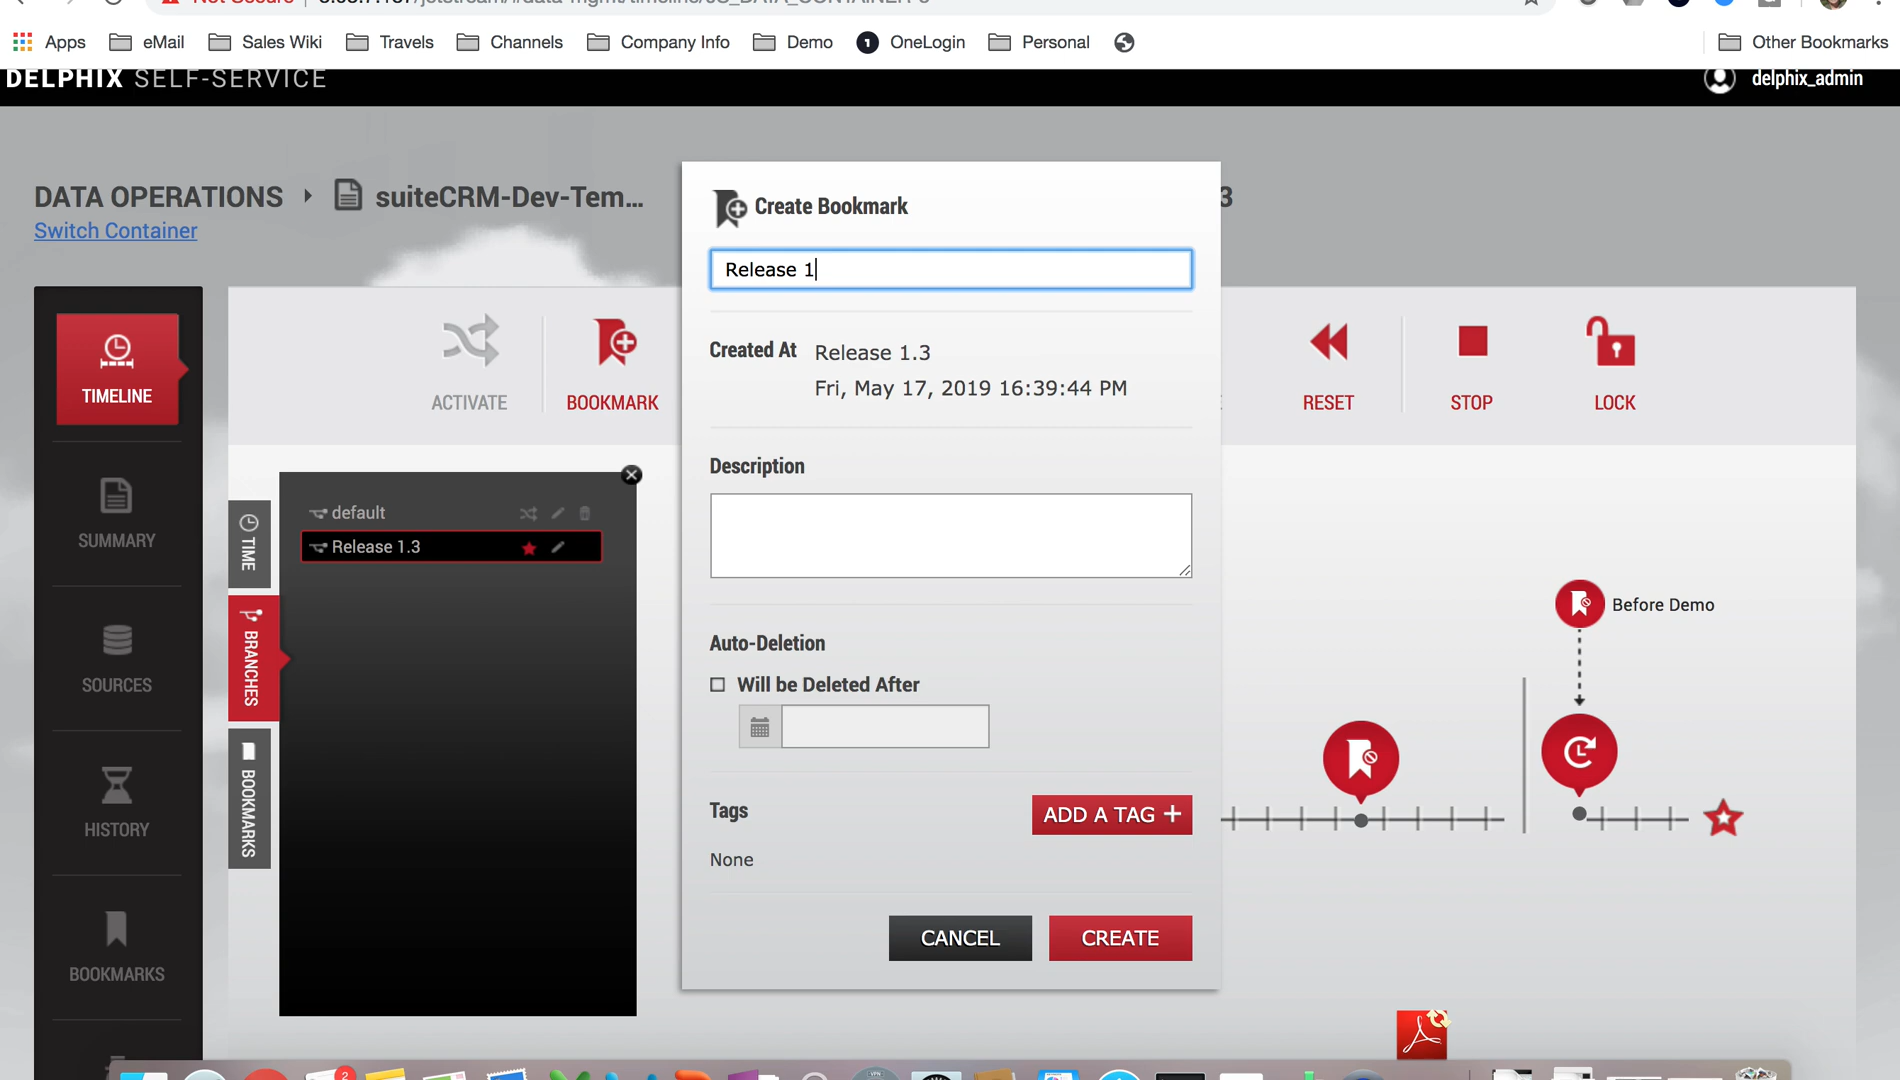 Apps
eMail
Sales Wiki
Travels
Channels
Company Info
Demo
1
OneLogin
Personal
Other Bookmarks
DELPHIX SELF-SERVICE
delphix_admin
DATA OPERATIONS
suiteCRM-Dev-Tem...
3
Switch Container
Create Bookmark
Release 1
TIMELINE
SUMMARY
SOURCES
HISTORY
BOOKMARKS
ACTIVATE
BOOKMARK
RESET
STOP
LOCK
Created At
Release 1.3
Fri, May 17, 2019 16:39:44 PM
TIME
BRANCHES
BOOKMARKS
default
Release 1.3
Description
Auto-Deletion
Will be Deleted After
Tags
ADD A TAG +
None
CANCEL
CREATE
Before Demo
2